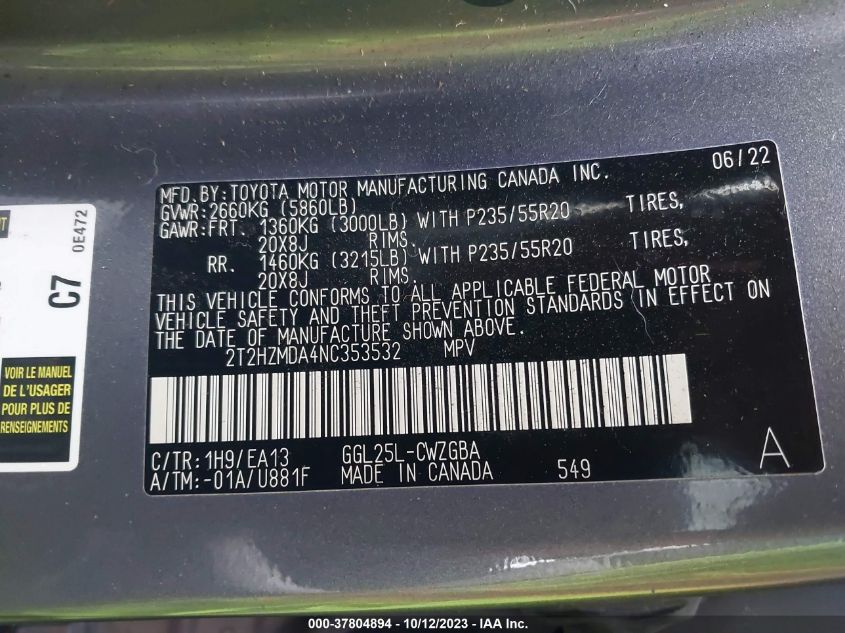 06/22
MFD.BY:TOYOTA MOTOR MANUFACTURING CANADA INC.
GVWR:2660KG (5860LB)
GAWR:FRT. 1360KG (3000LB) WITH P235/55R20 TIRES,
20X8J RIMS.
RR. 1460KG (3215LB) WITH P235/55R20 TIRES,
20X8J RIMS.
THIS VEHICLE CONFORMS TO ALL APPLICABLE FEDERAL MOTOR
VEHICLE SAFETY AND THEFT PREVENTION STANDARDS IN EFFECT ON
THE DATE OF MANUFACTURE SHOWN ABOVE.
2T2HZMDA4NC353532 MPV
C/TR:1H9/EA13 GGL25L-CWZGBA
A/TM:-01A/U881F MADE IN CANADA 549 A
C7
0E472
VOIR LE MANUEL
DE L'USAGER
POUR PLUS DE
RENSEIGNEMENTS
000-37804894 - 10/12/2023 - IAA Inc.